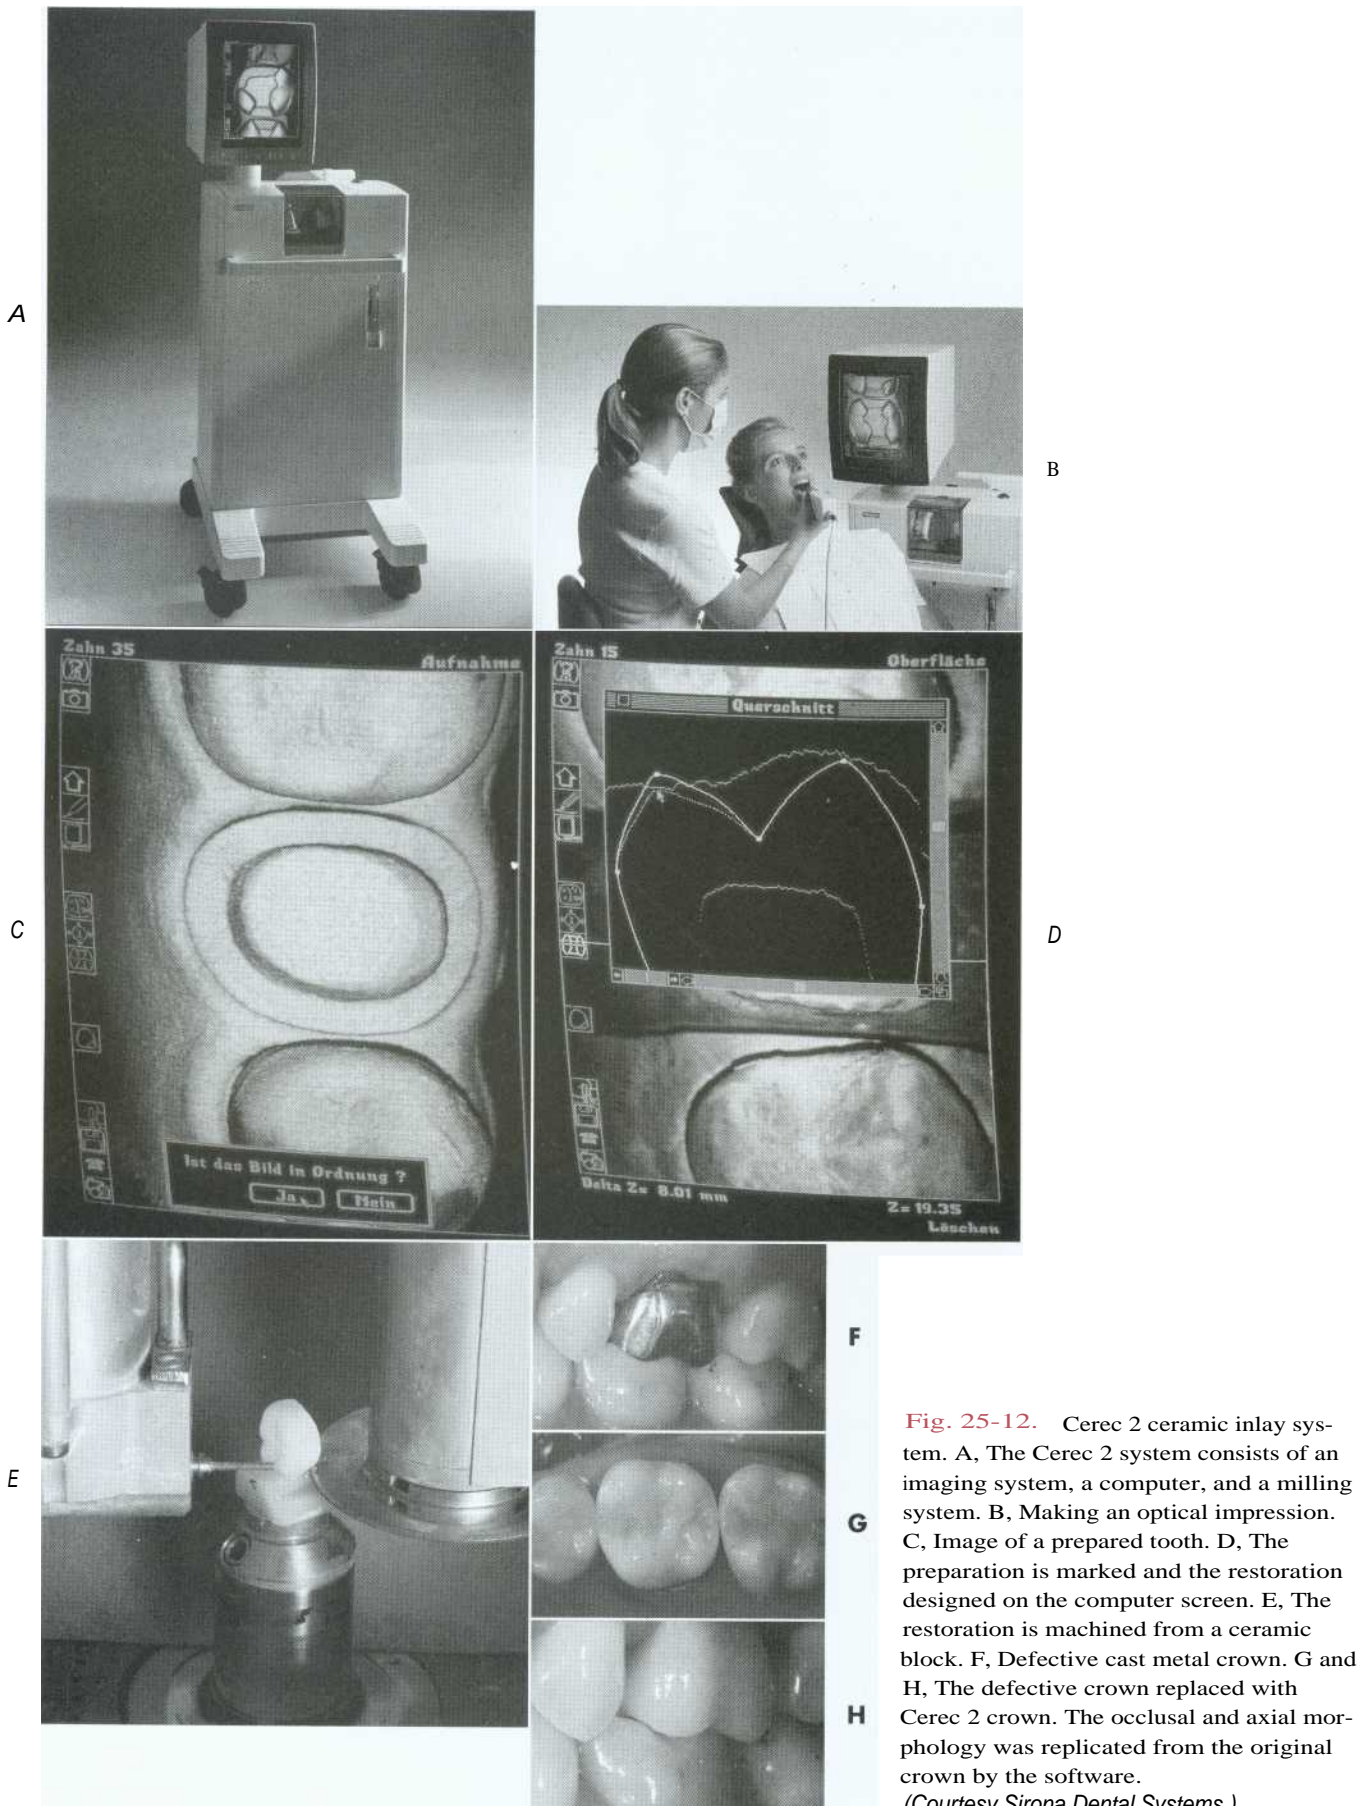 A
B
Zahn 35
Aufnahme
Ist das Bild in Ordnung ?
Ja
Nein
C
Zahn 15
Oberfläche
Querschnitt
Delta Z= 8.01 mm
Z= 19.35
Löschen
D
E
F
G
H
Fig. 25-12. Cerec 2 ceramic inlay sys-
tem. A, The Cerec 2 system consists of an
imaging system, a computer, and a milling
system. B, Making an optical impression.
C, Image of a prepared tooth. D, The
preparation is marked and the restoration
designed on the computer screen. E, The
restoration is machined from a ceramic
block. F, Defective cast metal crown. G and
H, The defective crown replaced with
Cerec 2 crown. The occlusal and axial mor-
phology was replicated from the original
crown by the software.
(Courtesy Sirona Dental Systems.)